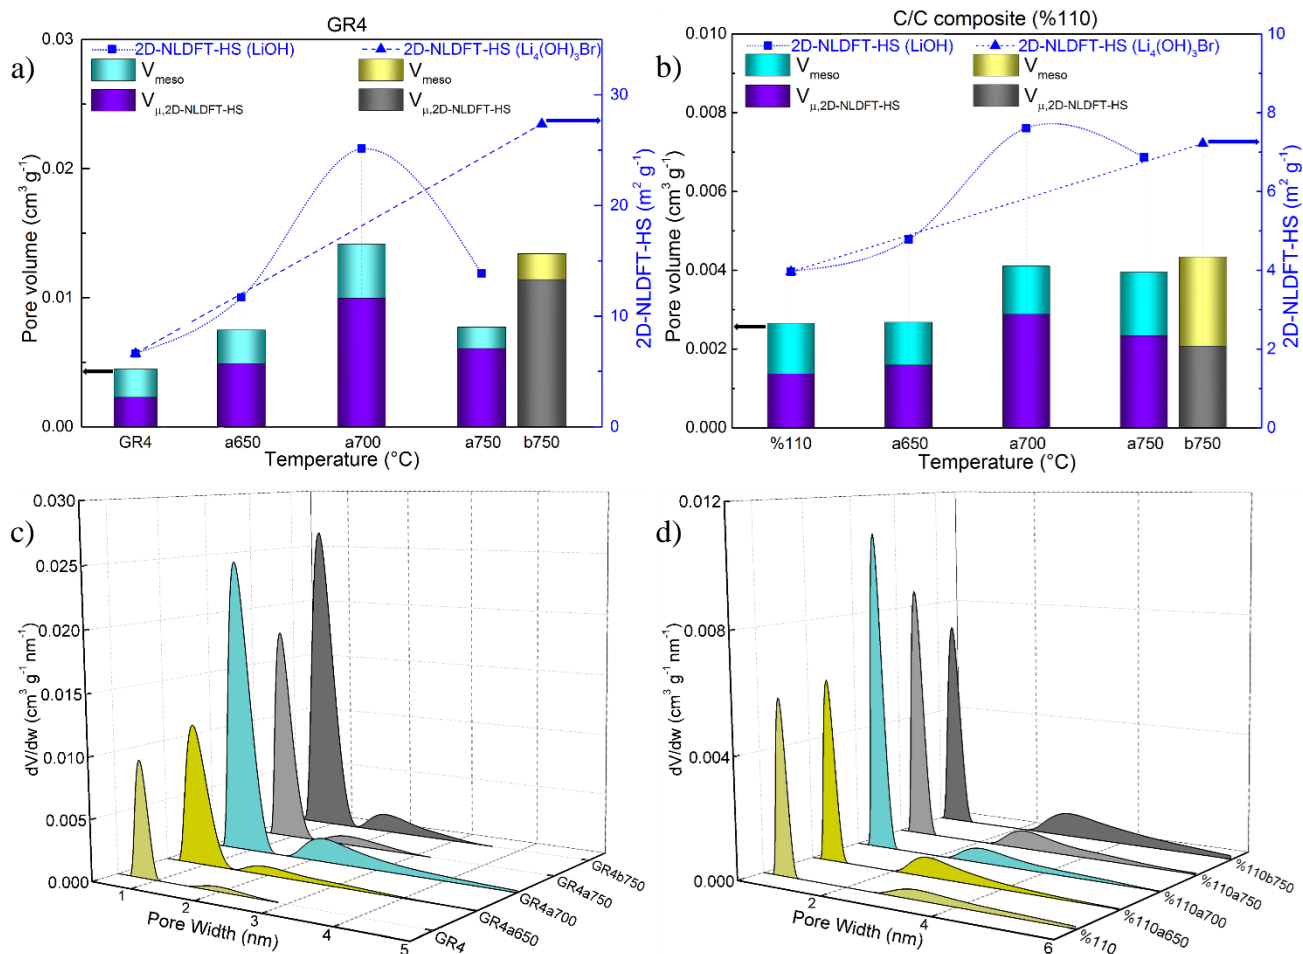 GR4
a)
2D-NLDFT-HS (LiOH)
2D-NLDFT-HS (Li4(OH)3Br)
Vmeso
Vmeso
Vμ,2D-NLDFT-HS
Vμ,2D-NLDFT-HS
Pore volume (cm³ g⁻¹)
0.03
0.02
0.01
0.00
30
20
10
0
2D-NLDFT-HS (m² g⁻¹)
GR4
a650
a700
a750
b750
Temperature (°C)
C/C composite (%110)
b)
2D-NLDFT-HS (LiOH)
2D-NLDFT-HS (Li4(OH)3Br)
Vmeso
Vmeso
Vμ,2D-NLDFT-HS
Vμ,2D-NLDFT-HS
Pore volume (cm³ g⁻¹)
0.010
0.008
0.006
0.004
0.002
0.000
10
8
6
4
2
0
2D-NLDFT-HS (m² g⁻¹)
%110
a650
a700
a750
b750
Temperature (°C)
c)
dV/dw (cm³ g⁻¹ nm⁻¹)
0.030
0.025
0.020
0.015
0.010
0.005
0.000
1
2
3
4
5
Pore Width (nm)
GR4
GR4a650
GR4a700
GR4a750
GR4b750
d)
dV/dw (cm³ g⁻¹ nm⁻¹)
0.012
0.008
0.004
0.000
2
4
6
Pore Width (nm)
%110
%110a650
%110a700
%110a750
%110b750